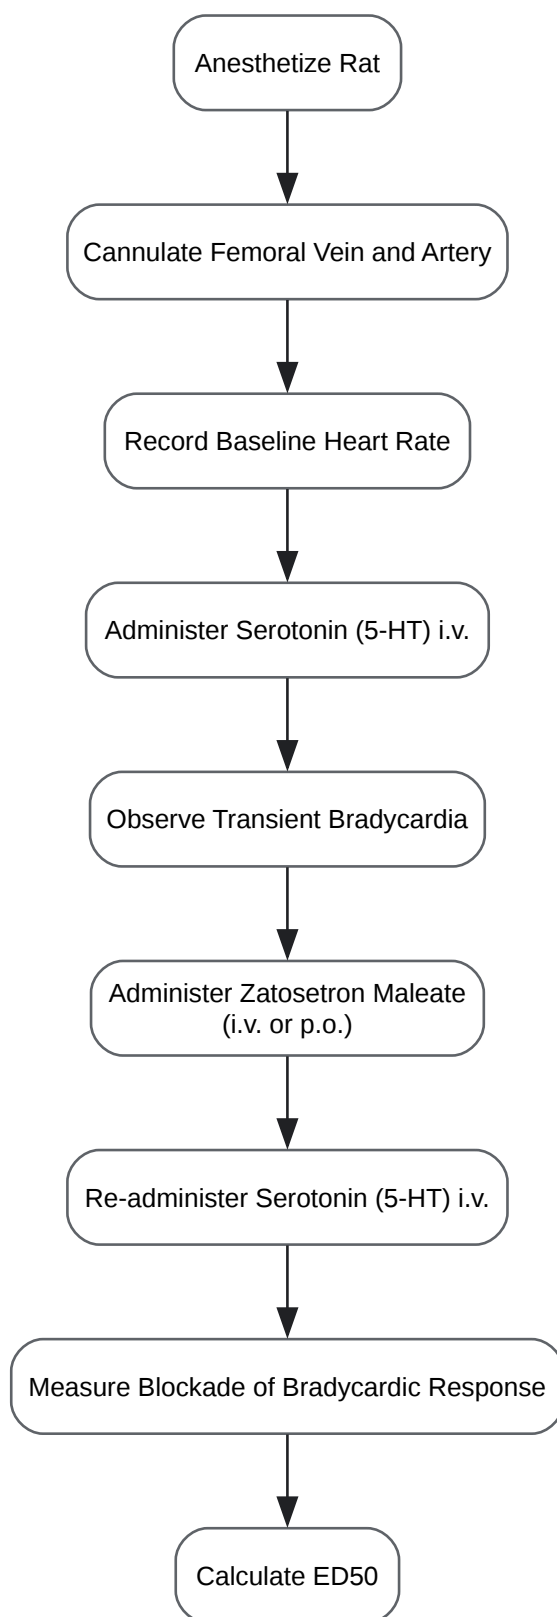 Anesthetize Rat
Cannulate Femoral Vein and Artery
Record Baseline Heart Rate
Administer Serotonin (5-HT) i.v.
Observe Transient Bradycardia
Administer Zatosetron Maleate
(i.v. or p.o.)
Re-administer Serotonin (5-HT) i.v.
Measure Blockade of Bradycardic Response
Calculate ED50